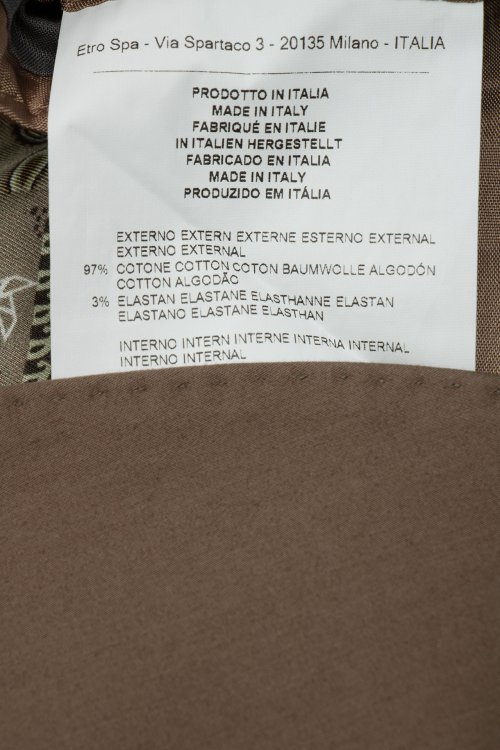 Etro Spa - Via Spartaco 3 - 20135 Milano - ITALIA
PRODOTTO IN ITALIA
MADE IN ITALY
FABRIQUÉ EN ITALIE
IN ITALIEN HERGESTELLT
FABRICADO EN ITALIA
MADE IN ITALY
PRODUZIDO EM ITÁLIA
EXTERNO EXTERN EXTERNE ESTERNO EXTERNAL
EXTERNO EXTERNAL
97% COTONE COTTON COTON BAUMWOLLE ALGODÓN
COTTON ALGODÃO
3% ELASTAN ELASTANE ELASTHANNE ELASTAN
ELASTANO ELASTANE ELASTHAN
INTERNO INTERN INTERNE INTERNA INTERNAL
INTERNO INTERNAL